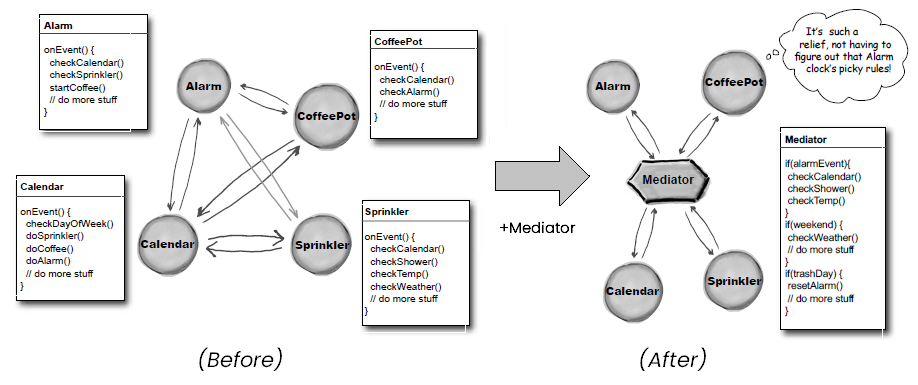 Alarm
onEvent() {
checkCalendar()
checkSprinkler()
startCoffee()
// do more stuff
}
CoffeePot
onEvent() {
checkCalendar()
checkAlarm()
// do more stuff
}
Alarm
CoffeePot
Calendar
Sprinkler
Calendar
onEvent() {
checkDayOfWeek()
doSprinkler()
doCoffee()
doAlarm()
// do more stuff
}
Sprinkler
onEvent() {
checkCalendar()
checkShower()
checkTemp()
checkWeather()
// do more stuff
}
(Before)
+Mediator
It's such a
relief, not having to
figure out that Alarm
clock's picky rules!
Alarm
CoffeePot
Mediator
Calendar
Sprinkler
Mediator
if(alarmEvent){
checkCalendar()
checkShower()
checkTemp()
}
if(weekend) {
checkWeather()
// do more stuff
}
if(trashDay) {
resetAlarm()
// do more stuff
}
(After)